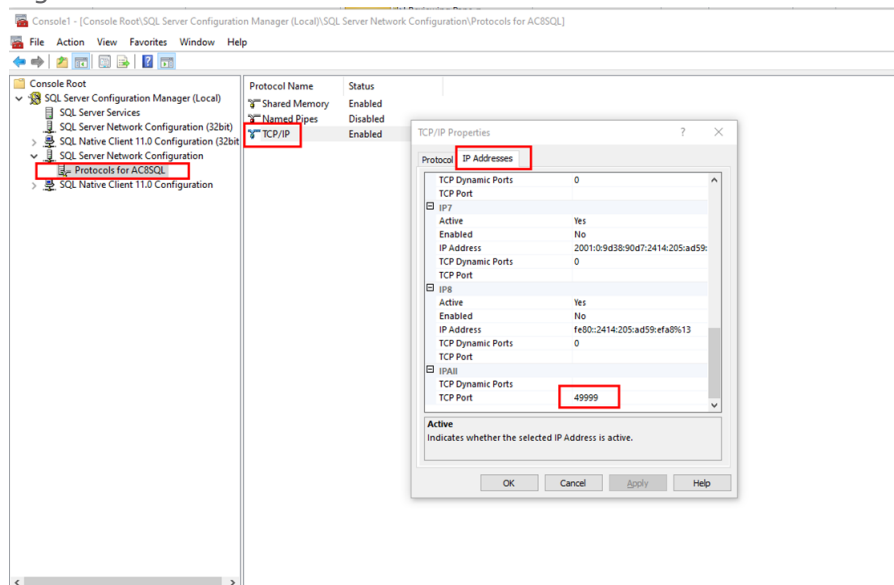 Console1 - [Console Root\SQL Server Configuration Manager (Local)\SQL Server Network Configuration\Protocols for AC8SQL]
File Action View Favorites Window Help
Console Root
SQL Server Configuration Manager (Local)
SQL Server Services
SQL Server Network Configuration (32bit)
SQL Native Client 11.0 Configuration (32bit
SQL Server Network Configuration
Protocols for AC8SQL
SQL Native Client 11.0 Configuration
Protocol Name Status
Shared Memory Enabled
Named Pipes Disabled
TCP/IP Enabled
TCP/IP Properties ? ×
Protocol IP Addresses
TCP Dynamic Ports 0
TCP Port
IP7
Active Yes
Enabled No
IP Address 2001:0:9d38:90d7:2414:205:ad59:
TCP Dynamic Ports 0
TCP Port
IP8
Active Yes
Enabled No
IP Address fe80::2414:205:ad59:efa8%13
TCP Dynamic Ports 0
TCP Port
IPAll
TCP Dynamic Ports
TCP Port 49999
Active
Indicates whether the selected IP Address is active.
OK Cancel Apply Help